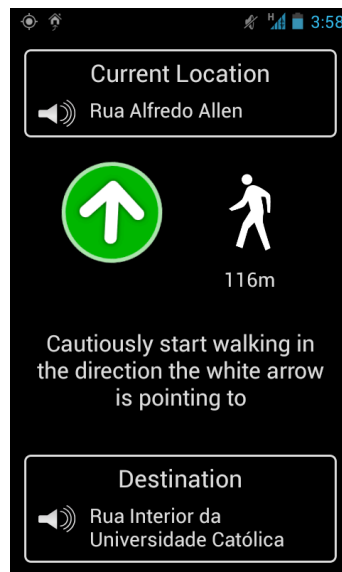 H 3:58
Current Location
Rua Alfredo Allen
116m
Cautiously start walking in
the direction the white arrow
is pointing to
Destination
Rua Interior da
Universidade Católica